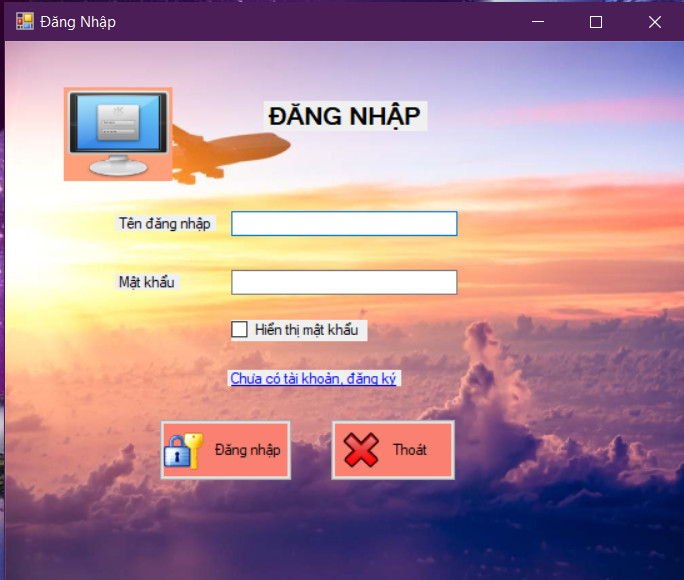 Đăng Nhập
ĐĂNG NHẬP
Tên đăng nhập
Mật khẩu
Hiển thị mật khẩu
Chưa có tài khoản, đăng ký
Đăng nhập
Thoát